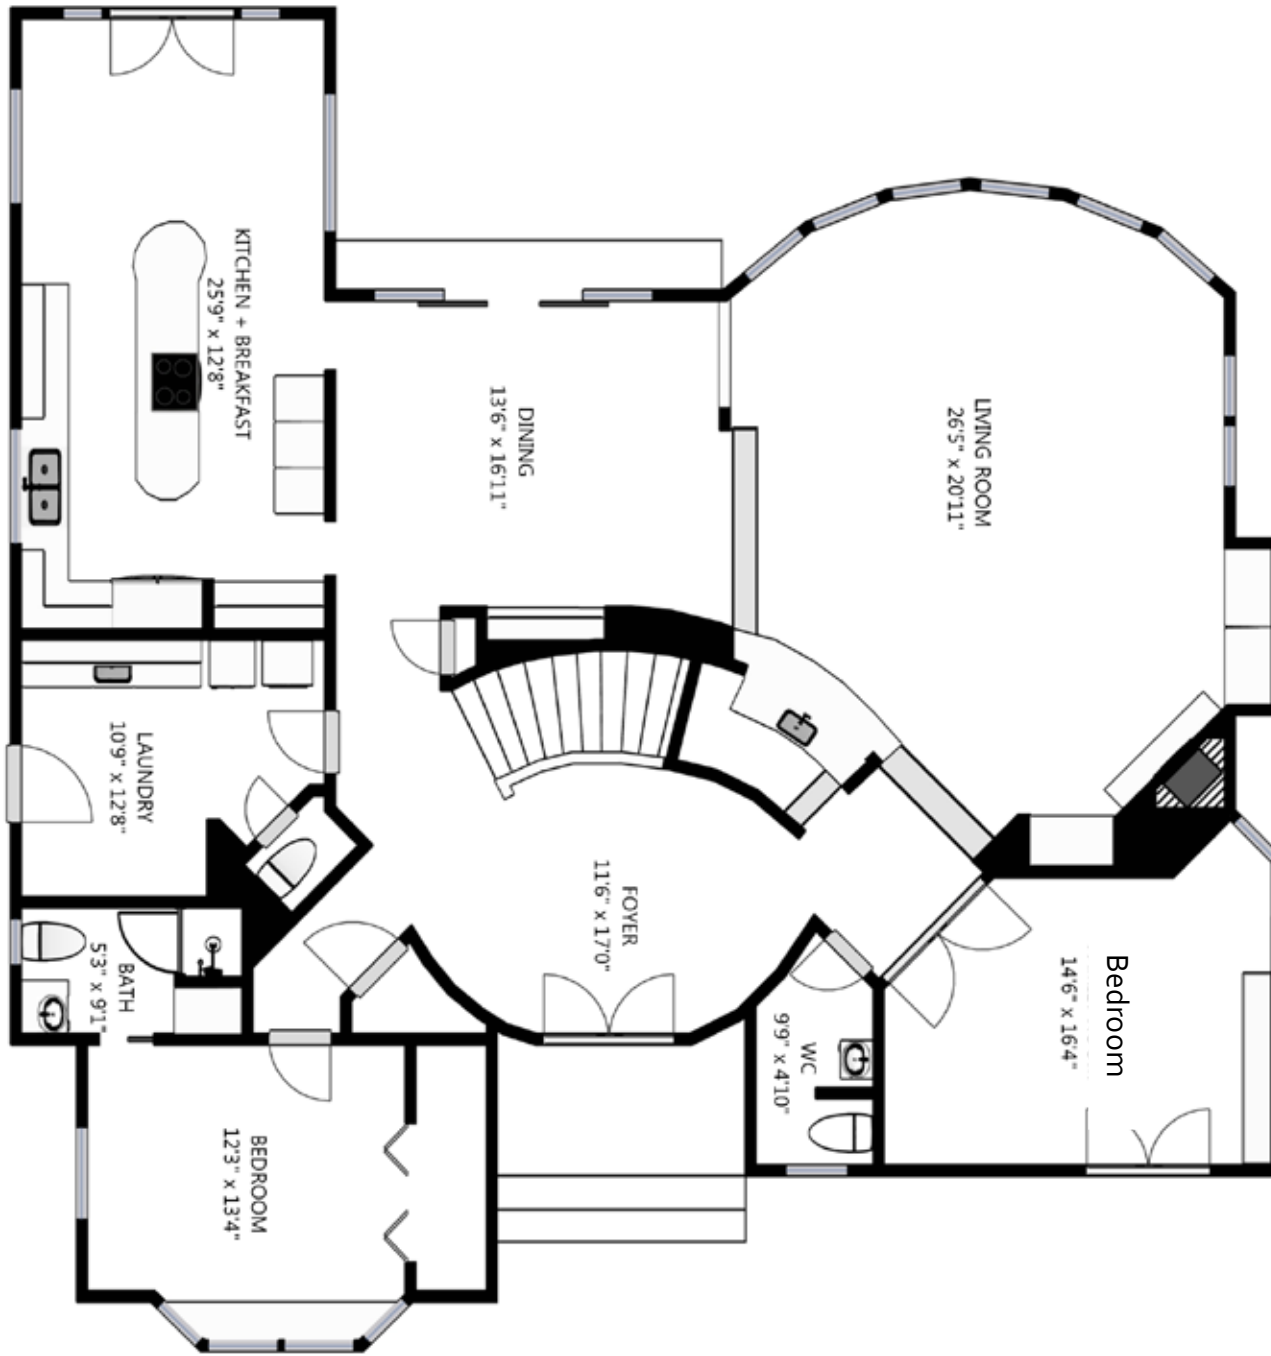 KITCHEN + BREAKFAST
25'9" x 12'8"
DINING
13'6" x 16'11"
LIVING ROOM
26'5" x 20'11"
LAUNDRY
10'9" x 12'8"
FOYER
11'6" x 17'0"
BATH
5'3" x 9'1"
WC
9'9" x 4'10"
Bedroom
14'6" x 16'4"
BEDROOM
12'3" x 13'4"